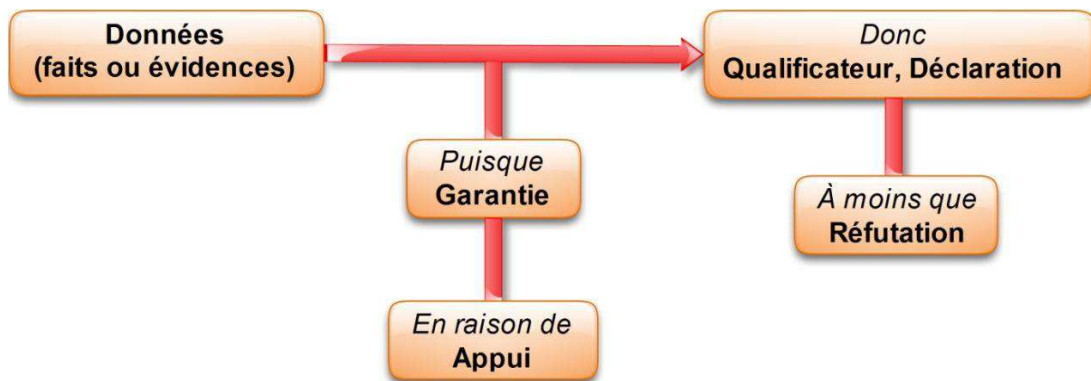 Données
(faits ou évidences)
Donc
Qualificateur, Déclaration
Puisque
Garantie
À moins que
Réfutation
En raison de
Appui